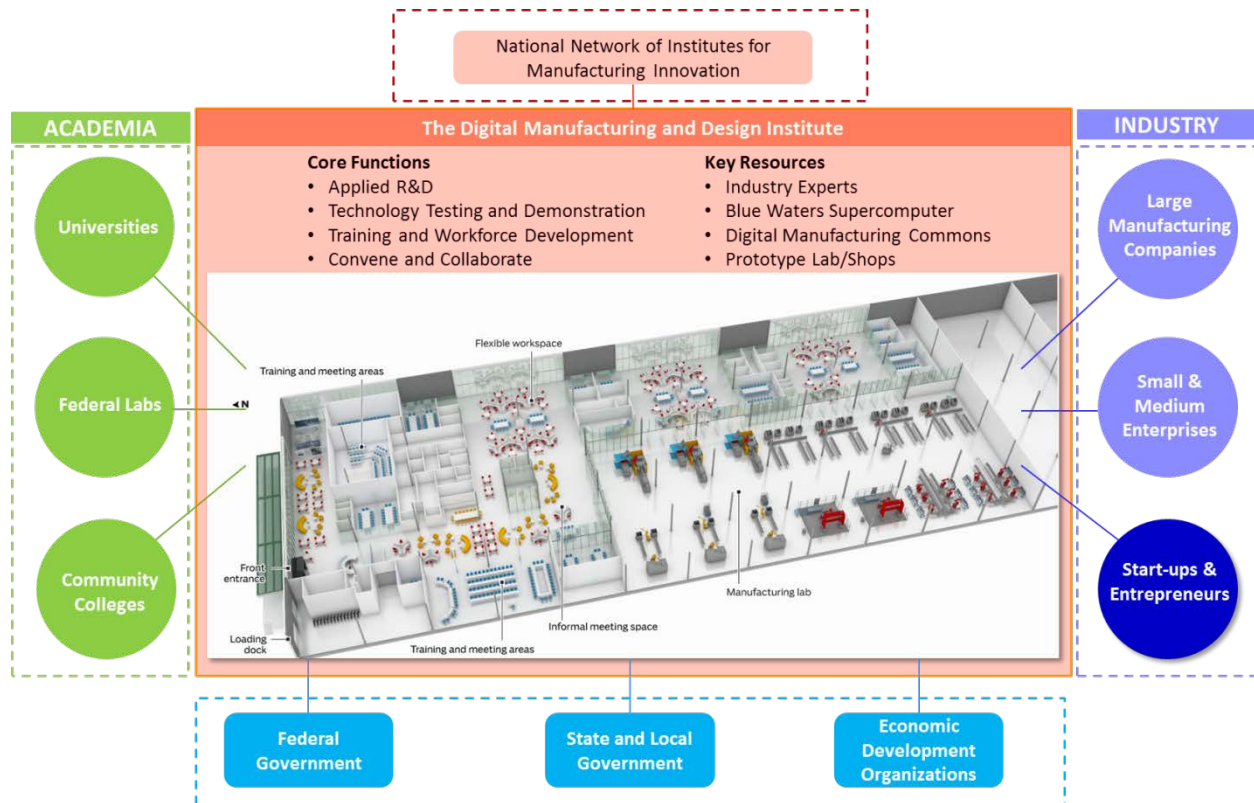 National Network of Institutes for
Manufacturing Innovation
ACADEMIA
The Digital Manufacturing and Design Institute
INDUSTRY
Core Functions
• Applied R&D
• Technology Testing and Demonstration
• Training and Workforce Development
• Convene and Collaborate
Key Resources
• Industry Experts
• Blue Waters Supercomputer
• Digital Manufacturing Commons
• Prototype Lab/Shops
Universities
Federal Labs
Community
Colleges
Flexible workspace
Training and meeting areas
N
Front
entrance
Loading
dock
Training and meeting areas
Informal meeting space
Manufacturing lab
Large
Manufacturing
Companies
Small &
Medium
Enterprises
Start-ups &
Entrepreneurs
Federal
Government
State and Local
Government
Economic
Development
Organizations